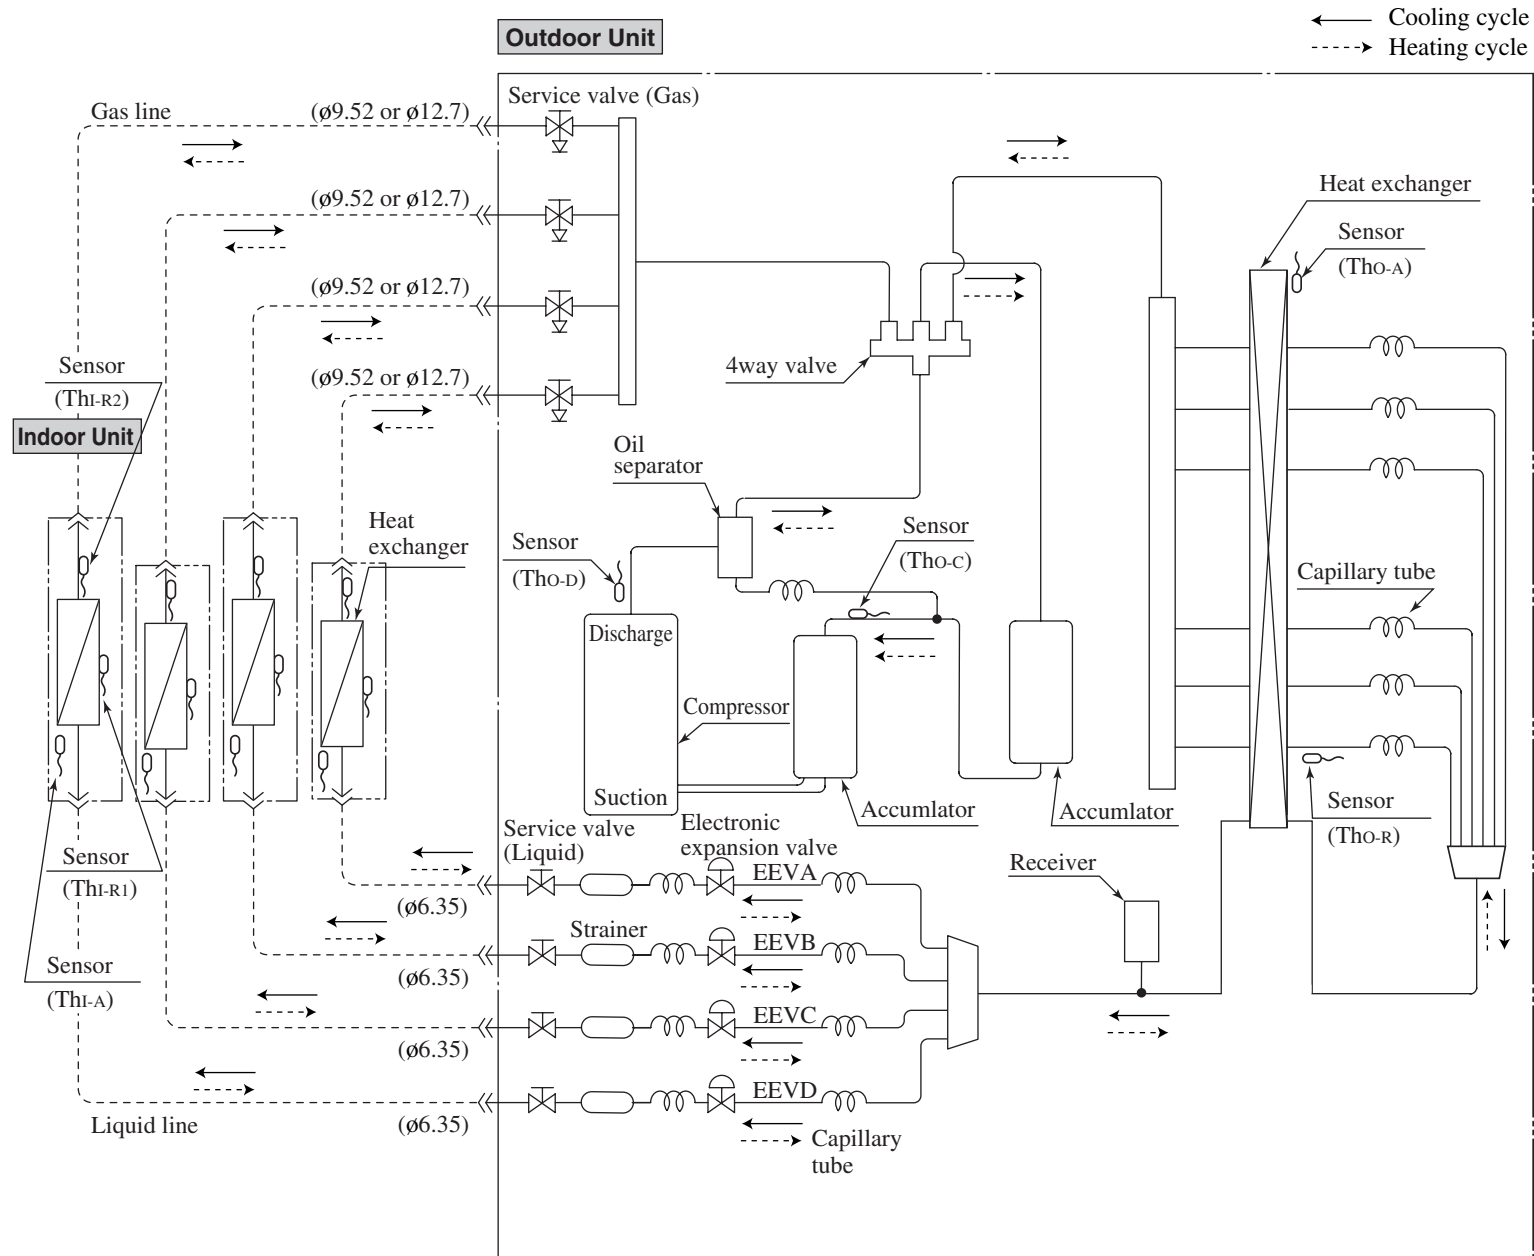 Cooling cycle
Heating cycle
Outdoor Unit
Service valve (Gas)
Gas line
(ø9.52 or ø12.7)
(ø9.52 or ø12.7)
(ø9.52 or ø12.7)
(ø9.52 or ø12.7)
Heat exchanger
Sensor
(ThO-A)
4way valve
Sensor
(ThI-R2)
Indoor Unit
Oil
separator
Heat
exchanger
Sensor
(ThO-D)
Sensor
(ThO-C)
Capillary tube
Discharge
Compressor
Suction
Accumlator
Accumlator
Sensor
(ThO-R)
Service valve
(Liquid)
Electronic
expansion valve
EEVA
Receiver
Sensor
(ThI-R1)
(ø6.35)
Strainer
EEVB
Sensor
(ThI-A)
(ø6.35)
EEVC
(ø6.35)
EEVD
Liquid line
(ø6.35)
Capillary
tube